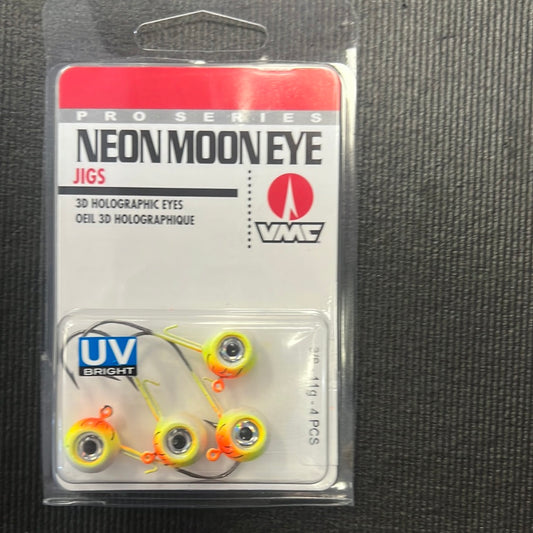 PRO SERIES
NEON MOON EYE
JIGS
3D HOLOGRAPHIC EYES
OEIL 3D HOLOGRAPHIQUE
VMC
UV
BRIGHT
11g - 4 PCS